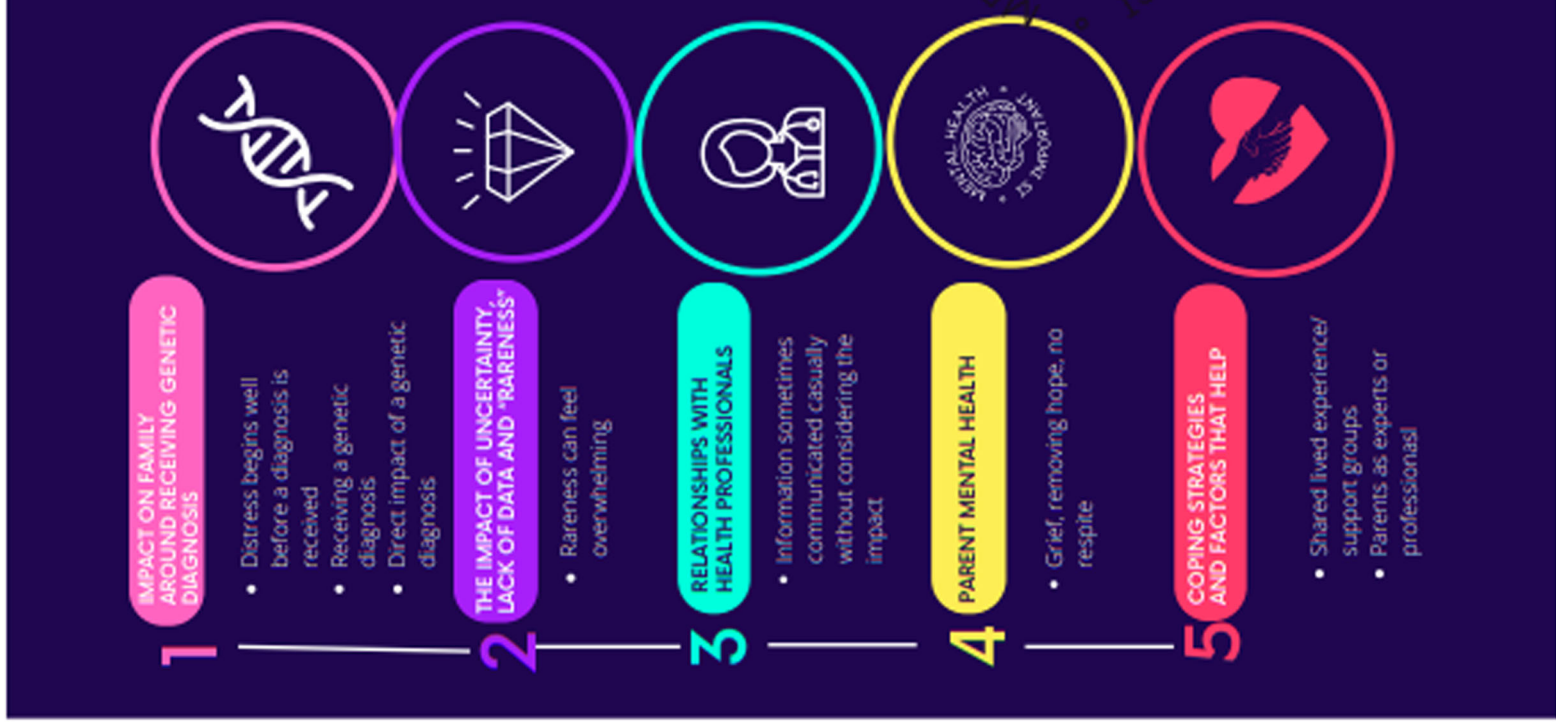 1
IMPACT ON FAMILY
AROUND RECEIVING GENETIC
DIAGNOSIS
• Distress begins well
before a diagnosis is
received
• Receiving a genetic
diagnosis
• Direct impact of a genetic
diagnosis
2
THE IMPACT OF UNCERTAINTY,
LACK OF DATA AND "RARENESS"
• Rareness can feel
overwhelming
3
RELATIONSHIPS WITH
HEALTH PROFESSIONALS
• Information sometimes
communicated casually
without considering the
impact
4
PARENT MENTAL HEALTH
• Grief, removing hope, no
respite
MENTAL HEALTH • IS IMPORTANT •
5
COPING STRATEGIES
AND FACTORS THAT HELP
• Shared lived experience/
support groups
• Parents as experts or
professional